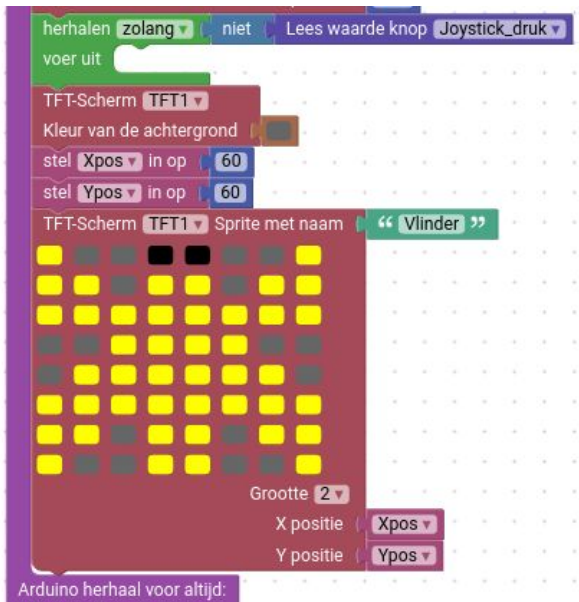 herhalen zolang niet Lees waarde knop Joystick_druk
voer uit
TFT-Scherm TFT1
Kleur van de achtergrond
stel Xpos in op 60
stel Ypos in op 60
TFT-Scherm TFT1 Sprite met naam “ Vlinder ”
Grootte 2
X positie Xpos
Y positie Ypos
Arduino herhaal voor altijd: